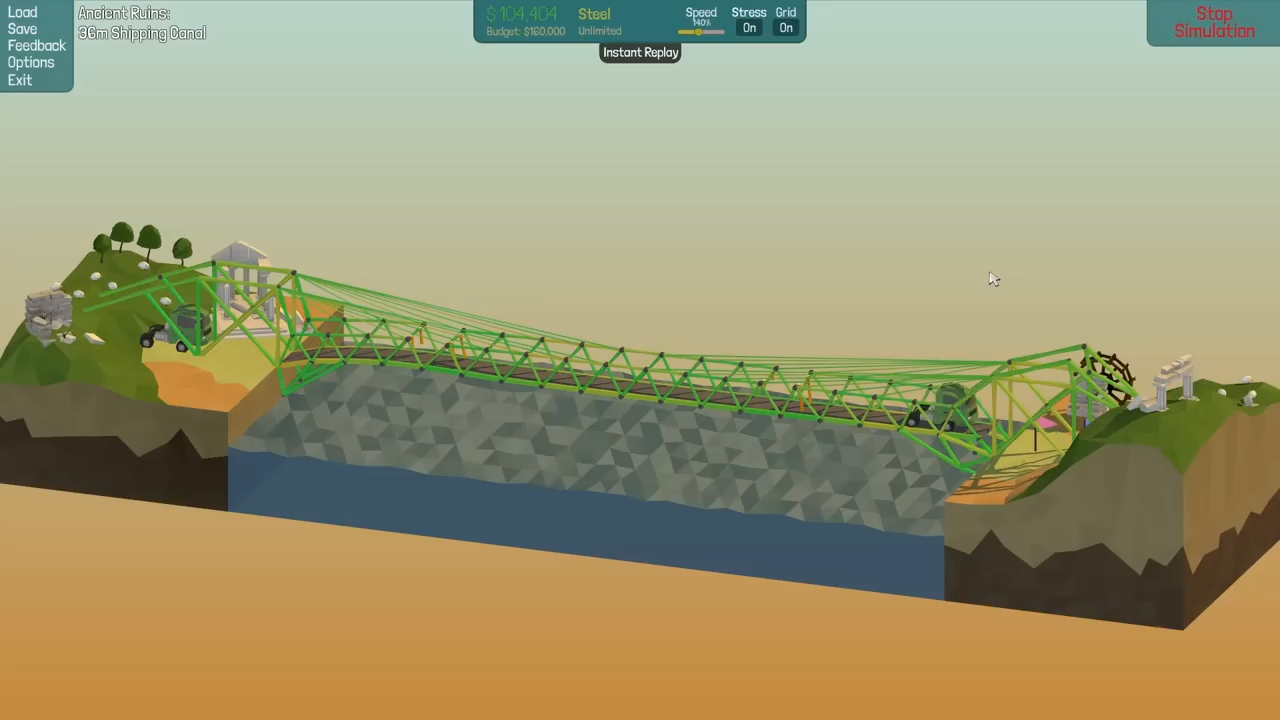 Load
Save
Feedback
Options
Exit
Ancient Ruins:
36m Shipping Canal
$ 104,404
Budget: $160,000
Steel
Unlimited
Speed
140%
Stress
On
Grid
On
Instant Replay
Stop
Simulation